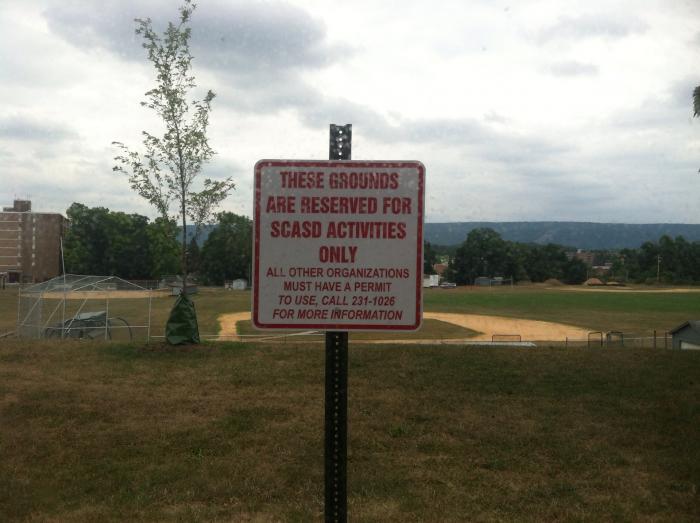 THESE GROUNDS
ARE RESERVED FOR
SCASD ACTIVITIES
ONLY
ALL OTHER ORGANIZATIONS
MUST HAVE A PERMIT
TO USE, CALL 231-1026
FOR MORE INFORMATION